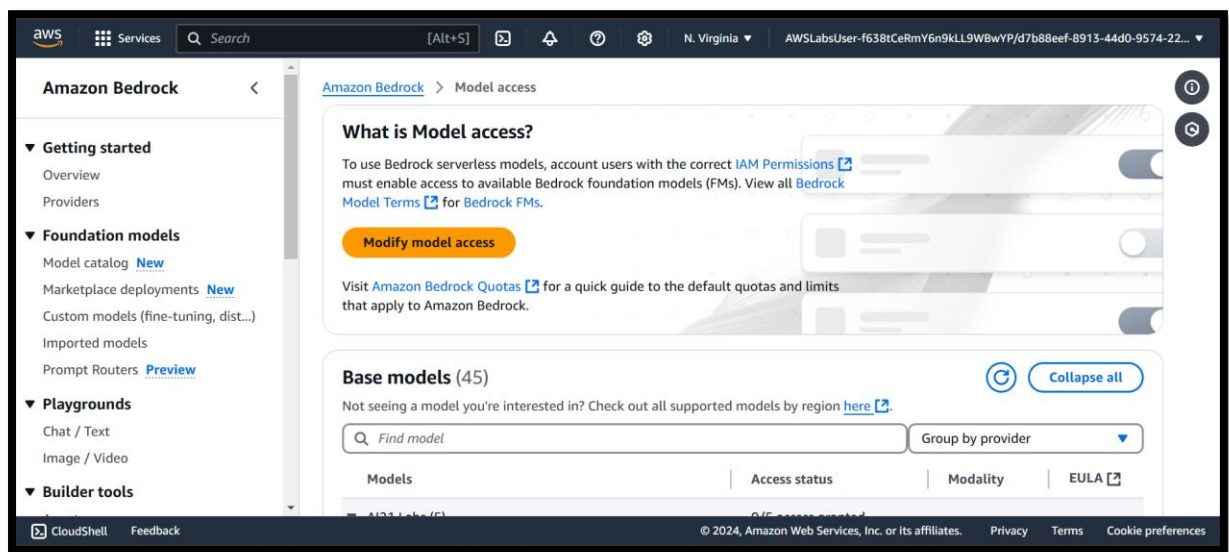 aws
Services
Search
[Alt+S]
N. Virginia
AWSLabsUser-f638tCeRmY6n9kLL9WBwYP/d7b88eef-8913-44d0-9574-22...
Amazon Bedrock
Getting started
Overview
Providers
Foundation models
Model catalog New
Marketplace deployments New
Custom models (fine-tuning, dist...)
Imported models
Prompt Routers Preview
Playgrounds
Chat / Text
Image / Video
Builder tools
Amazon Bedrock > Model access
What is Model access?
To use Bedrock serverless models, account users with the correct IAM Permissions
must enable access to available Bedrock foundation models (FMs). View all Bedrock
Model Terms for Bedrock FMs.
Modify model access
Visit Amazon Bedrock Quotas for a quick guide to the default quotas and limits
that apply to Amazon Bedrock.
Base models (45)
Collapse all
Not seeing a model you're interested in? Check out all supported models by region here.
Find model
Group by provider
Models
Access status
Modality
EULA
AI21 Labs (5)
0/5 access granted
CloudShell
Feedback
© 2024, Amazon Web Services, Inc. or its affiliates.
Privacy
Terms
Cookie preferences